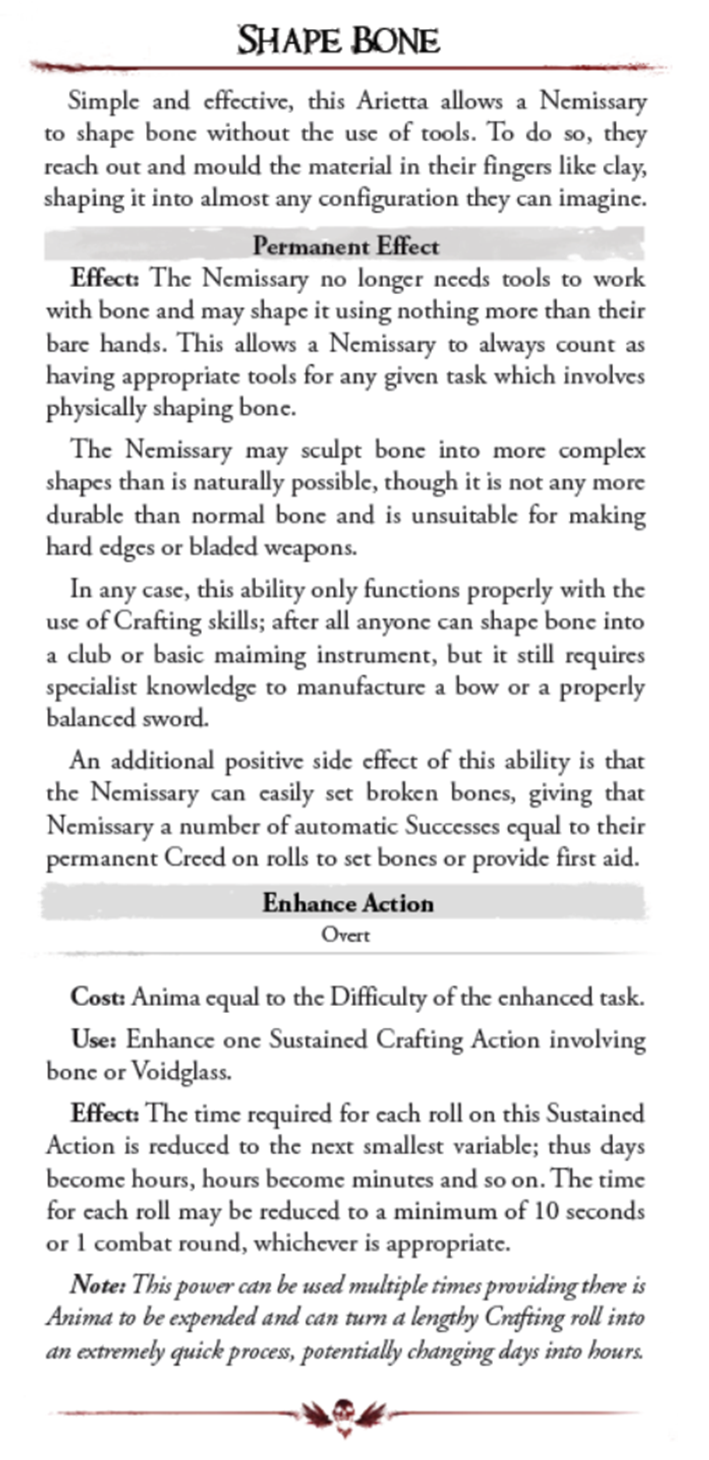 SHAPE BONE
Simple and effective, this Arietta allows a Nemissary
to shape bone without the use of tools. To do so, they
reach out and mould the material in their fingers like clay,
shaping it into almost any configuration they can imagine.
Permanent Effect
Effect: The Nemissary no longer needs tools to work
with bone and may shape it using nothing more than their
bare hands. This allows a Nemissary to always count as
having appropriate tools for any given task which involves
physically shaping bone.
The Nemissary may sculpt bone into more complex
shapes than is naturally possible, though it is not any more
durable than normal bone and is unsuitable for making
hard edges or bladed weapons.
In any case, this ability only functions properly with the
use of Crafting skills; after all anyone can shape bone into
a club or basic maiming instrument, but it still requires
specialist knowledge to manufacture a bow or a properly
balanced sword.
An additional positive side effect of this ability is that
the Nemissary can easily set broken bones, giving that
Nemissary a number of automatic Successes equal to their
permanent Creed on rolls to set bones or provide first aid.
Enhance Action
Overt
Cost: Anima equal to the Difficulty of the enhanced task.
Use: Enhance one Sustained Crafting Action involving
bone or Voidglass.
Effect: The time required for each roll on this Sustained
Action is reduced to the next smallest variable; thus days
become hours, hours become minutes and so on. The time
for each roll may be reduced to a minimum of 10 seconds
or 1 combat round, whichever is appropriate.
Note: This power can be used multiple times providing there is
Anima to be expended and can turn a lengthy Crafting roll into
an extremely quick process, potentially changing days into hours.